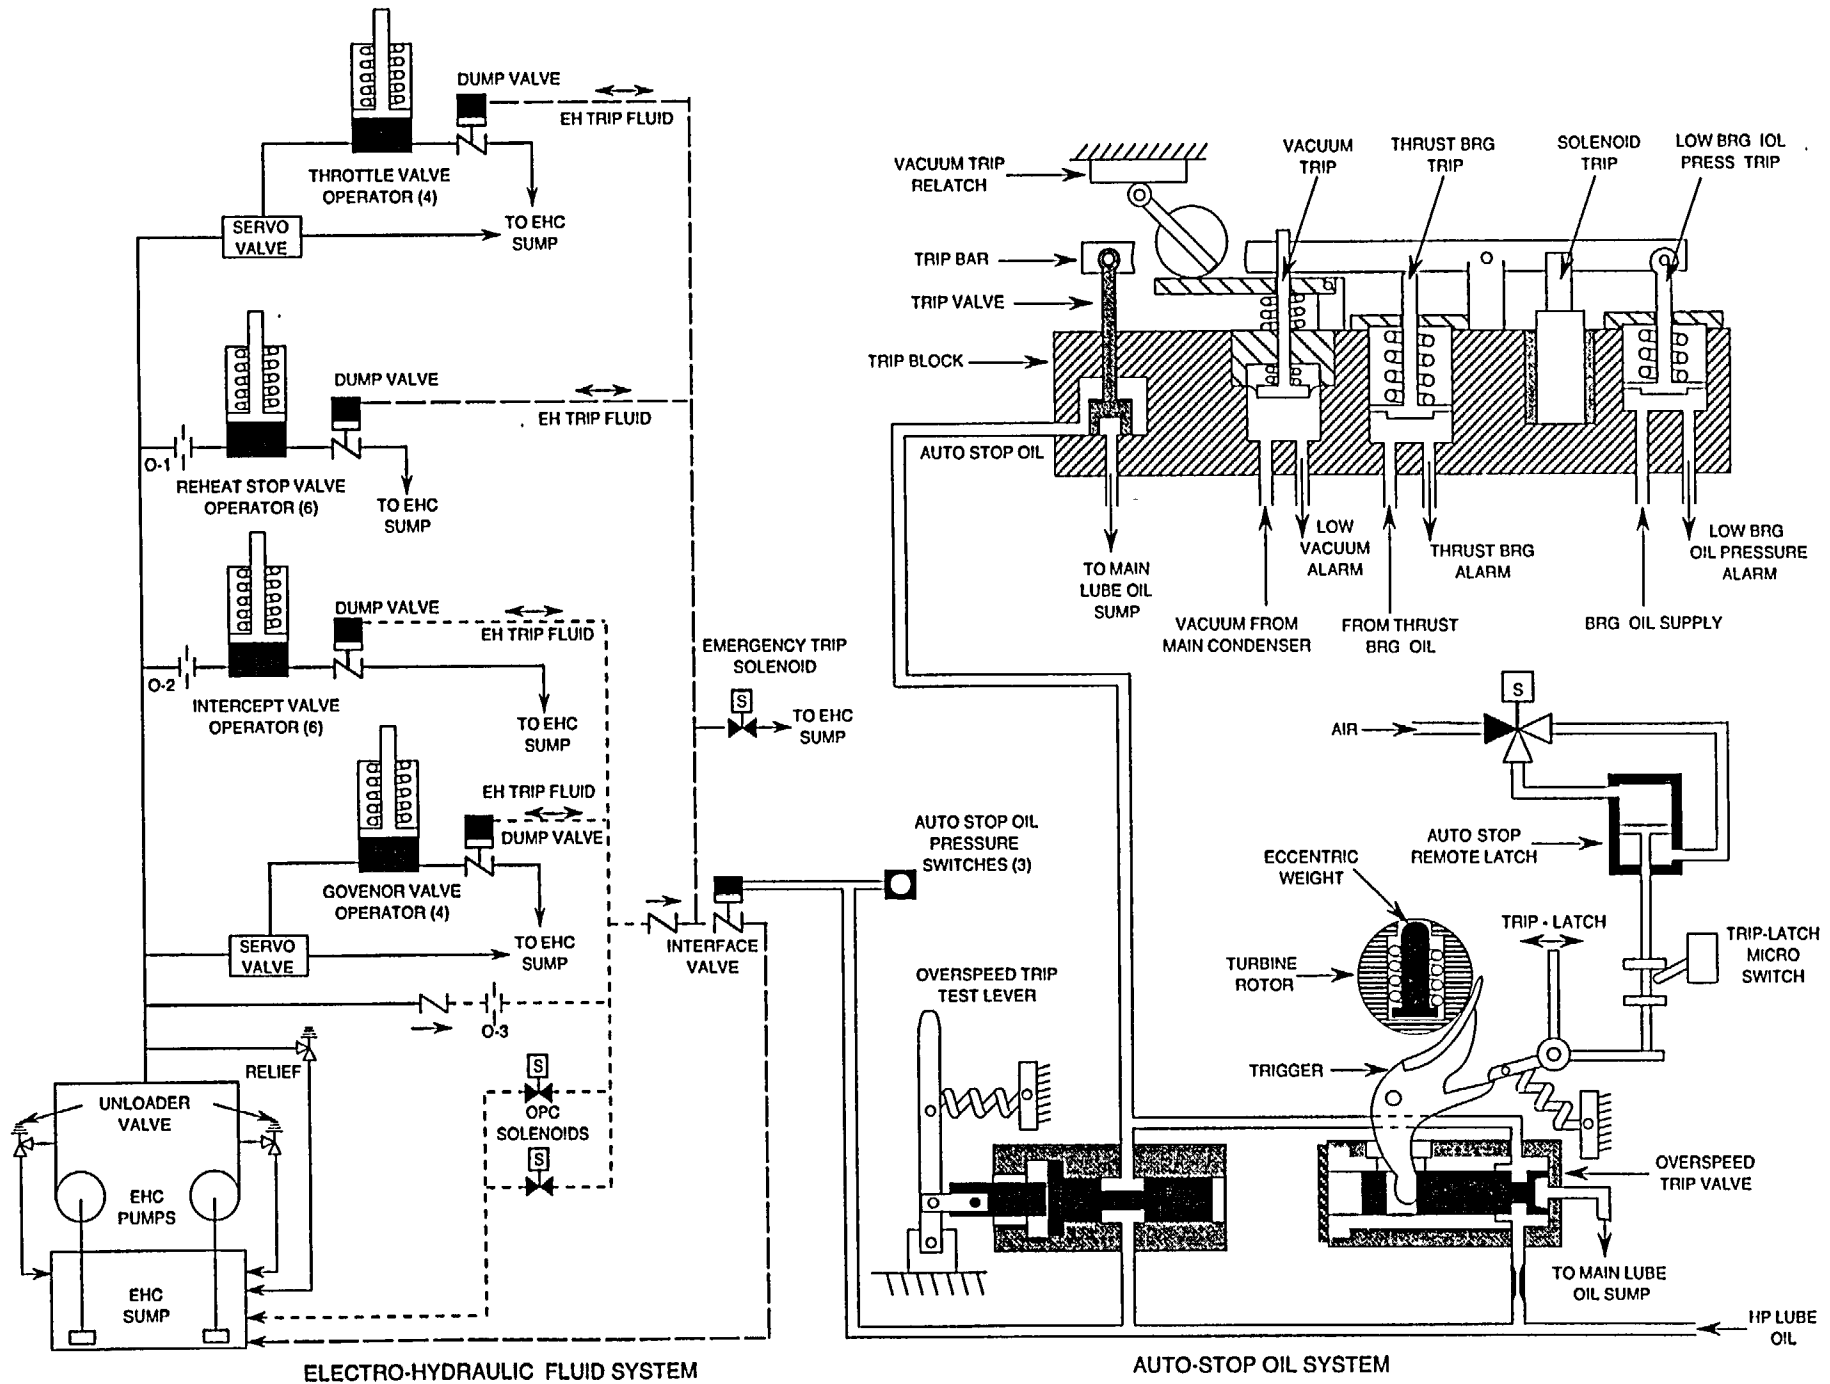 DUMP VALVE
EH TRIP FLUID
THROTTLE VALVE
OPERATOR (4)
SERVO
VALVE
TO EHC
SUMP
DUMP VALVE
EH TRIP FLUID
O-1
REHEAT STOP VALVE
OPERATOR (6)
TO EHC
SUMP
DUMP VALVE
EH TRIP FLUID
O-2
INTERCEPT VALVE
OPERATOR (6)
TO EHC
SUMP
EMERGENCY TRIP
SOLENOID
S
TO EHC
SUMP
EH TRIP FLUID
DUMP VALVE
GOVENOR VALVE
OPERATOR (4)
SERVO
VALVE
TO EHC
SUMP
INTERFACE
VALVE
O-3
RELIEF
S
OPC
SOLENOIDS
S
UNLOADER
VALVE
EHC
PUMPS
EHC
SUMP
ELECTRO-HYDRAULIC FLUID SYSTEM
VACUUM TRIP
RELATCH
VACUUM
TRIP
THRUST BRG
TRIP
SOLENOID
TRIP
LOW BRG IOL
PRESS TRIP
TRIP BAR
TRIP VALVE
TRIP BLOCK
AUTO STOP OIL
TO MAIN
LUBE OIL
SUMP
LOW
VACUUM
ALARM
VACUUM FROM
MAIN CONDENSER
THRUST BRG
ALARM
FROM THRUST
BRG OIL
BRG OIL SUPPLY
LOW BRG
OIL PRESSURE
ALARM
S
AIR
AUTO STOP
REMOTE LATCH
AUTO STOP OIL
PRESSURE
SWITCHES (3)
ECCENTRIC
WEIGHT
TRIP - LATCH
TRIP-LATCH
MICRO
SWITCH
TURBINE
ROTOR
OVERSPEED TRIP
TEST LEVER
TRIGGER
OVERSPEED
TRIP VALVE
TO MAIN LUBE
OIL SUMP
HP LUBE
OIL
AUTO-STOP OIL SYSTEM